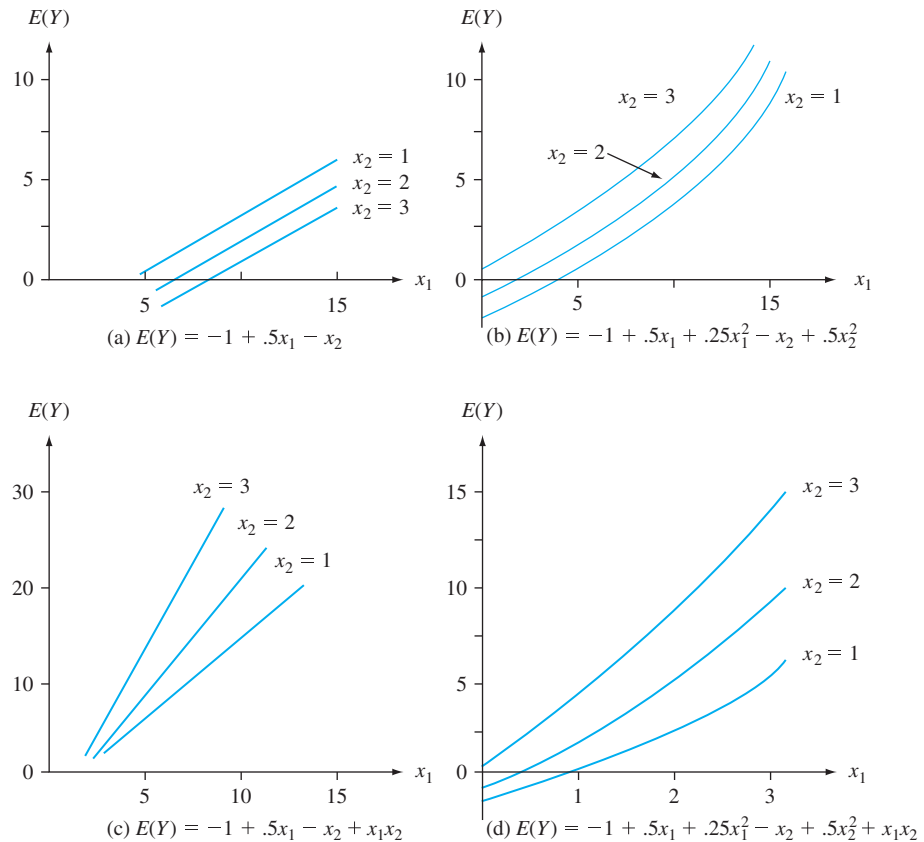 E(Y)
10
5
0
5
15
x₁
x₂ = 1
x₂ = 2
x₂ = 3
(a) E(Y) = −1 + .5x₁ − x₂
E(Y)
10
5
0
5
15
x₁
x₂ = 3
x₂ = 1
x₂ = 2
(b) E(Y) = −1 + .5x₁ + .25x₁² − x₂ + .5x₂²
E(Y)
30
20
10
0
5
10
15
x₁
x₂ = 3
x₂ = 2
x₂ = 1
(c) E(Y) = −1 + .5x₁ − x₂ + x₁x₂
E(Y)
15
10
5
0
1
2
3
x₁
x₂ = 3
x₂ = 2
x₂ = 1
(d) E(Y) = −1 + .5x₁ + .25x₁² − x₂ + .5x₂² + x₁x₂